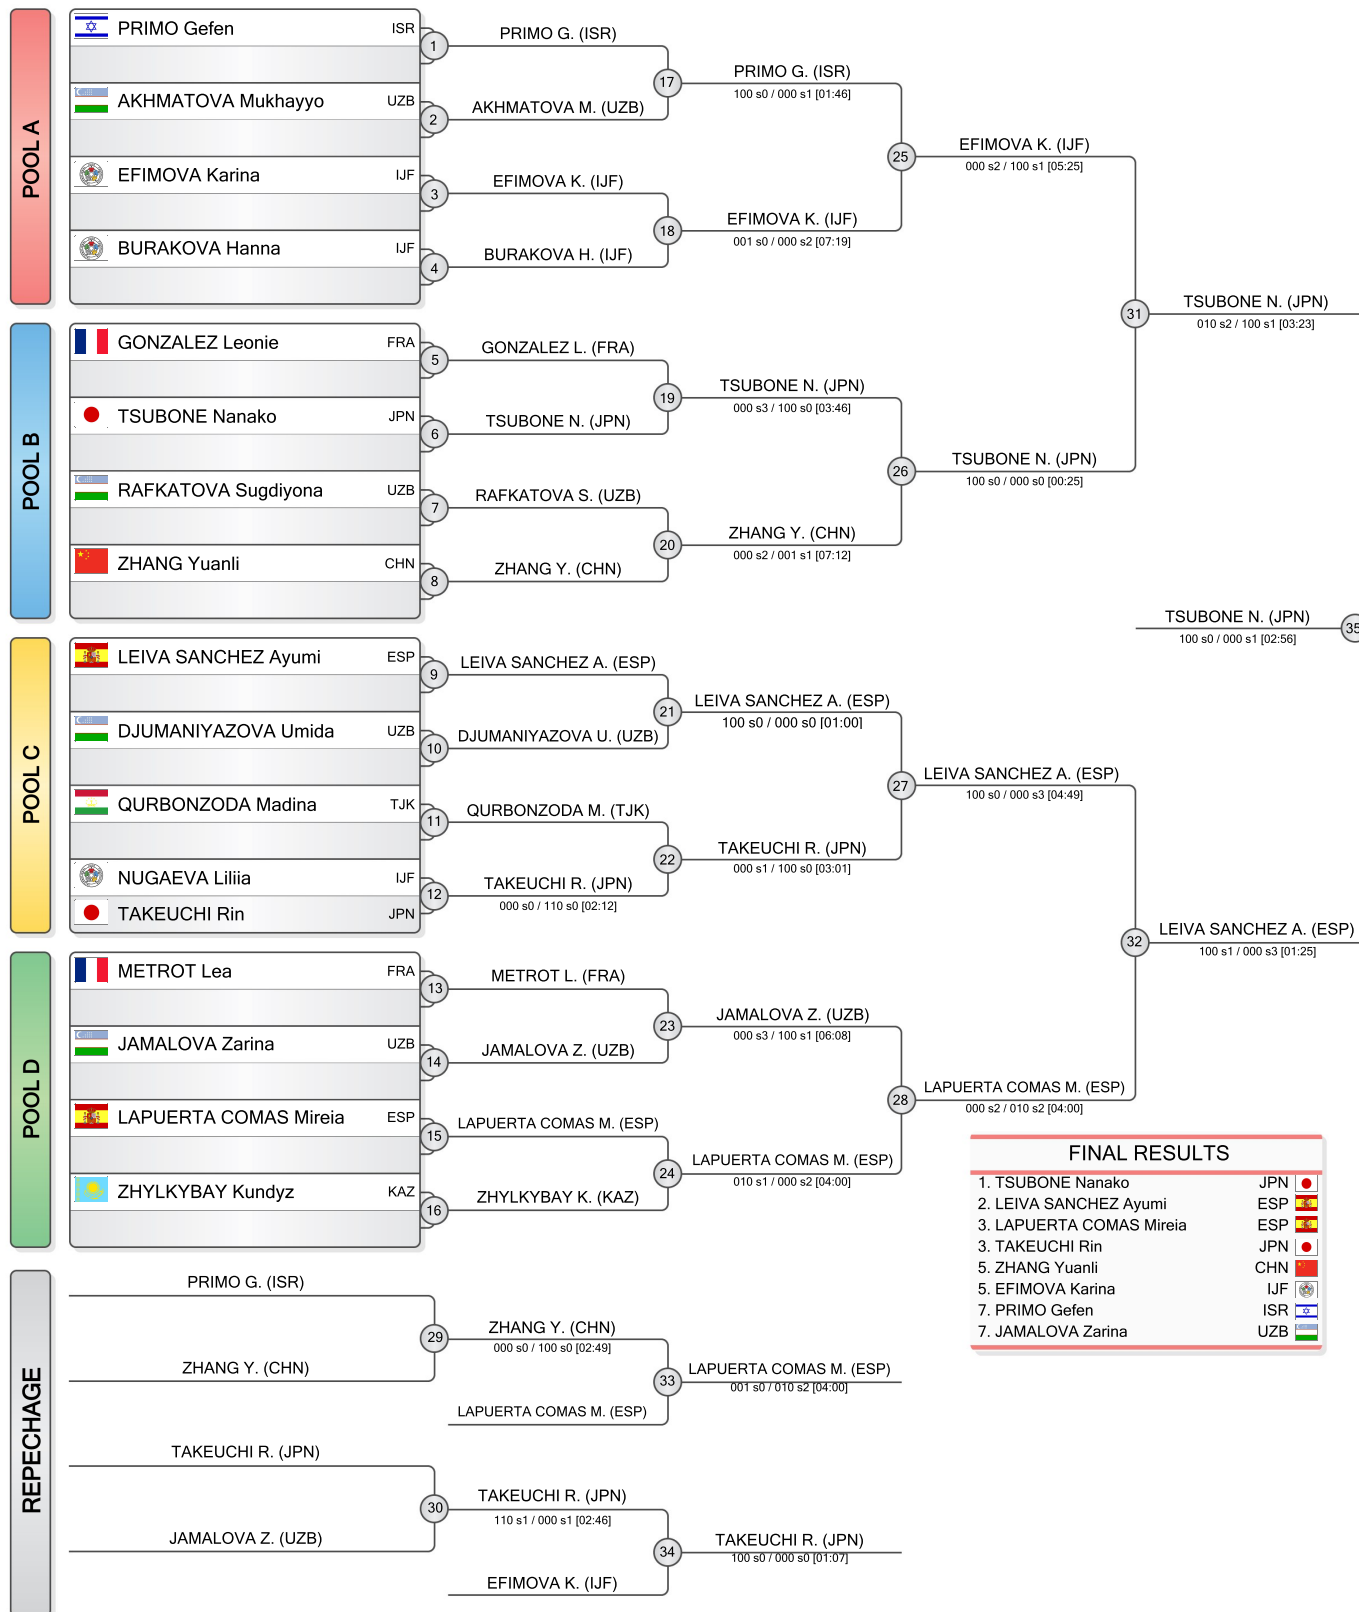 POOL A
PRIMO Gefen ISR
AKHMATOVA Mukhayyo UZB
EFIMOVA Karina IJF
BURAKOVA Hanna IJF
1
2
3
4
PRIMO G. (ISR)
AKHMATOVA M. (UZB)
EFIMOVA K. (IJF)
BURAKOVA H. (IJF)
17
18
PRIMO G. (ISR)
100 s0 / 000 s1 [01:46]
EFIMOVA K. (IJF)
001 s0 / 000 s2 [07:19]
25
EFIMOVA K. (IJF)
000 s2 / 100 s1 [05:25]
POOL B
GONZALEZ Leonie FRA
TSUBONE Nanako JPN
RAFKATOVA Sugdiyona UZB
ZHANG Yuanli CHN
5
6
7
8
GONZALEZ L. (FRA)
TSUBONE N. (JPN)
RAFKATOVA S. (UZB)
ZHANG Y. (CHN)
19
20
TSUBONE N. (JPN)
000 s3 / 100 s0 [03:46]
ZHANG Y. (CHN)
000 s2 / 001 s1 [07:12]
26
TSUBONE N. (JPN)
100 s0 / 000 s0 [00:25]
31
TSUBONE N. (JPN)
010 s2 / 100 s1 [03:23]
TSUBONE N. (JPN)
100 s0 / 000 s1 [02:56]
35
POOL C
LEIVA SANCHEZ Ayumi ESP
DJUMANIYAZOVA Umida UZB
QURBONZODA Madina TJK
NUGAEVA Liliia IJF
TAKEUCHI Rin JPN
9
10
11
12
LEIVA SANCHEZ A. (ESP)
DJUMANIYAZOVA U. (UZB)
QURBONZODA M. (TJK)
TAKEUCHI R. (JPN)
000 s0 / 110 s0 [02:12]
21
22
LEIVA SANCHEZ A. (ESP)
100 s0 / 000 s0 [01:00]
TAKEUCHI R. (JPN)
000 s1 / 100 s0 [03:01]
27
LEIVA SANCHEZ A. (ESP)
100 s0 / 000 s3 [04:49]
POOL D
METROT Lea FRA
JAMALOVA Zarina UZB
LAPUERTA COMAS Mireia ESP
ZHYLKYBAY Kundyz KAZ
13
14
15
16
METROT L. (FRA)
JAMALOVA Z. (UZB)
LAPUERTA COMAS M. (ESP)
ZHYLKYBAY K. (KAZ)
23
24
JAMALOVA Z. (UZB)
000 s3 / 100 s1 [06:08]
LAPUERTA COMAS M. (ESP)
010 s1 / 000 s2 [04:00]
28
LAPUERTA COMAS M. (ESP)
000 s2 / 010 s2 [04:00]
32
LEIVA SANCHEZ A. (ESP)
100 s1 / 000 s3 [01:25]
FINAL RESULTS
1. TSUBONE Nanako JPN
2. LEIVA SANCHEZ Ayumi ESP
3. LAPUERTA COMAS Mireia ESP
3. TAKEUCHI Rin JPN
5. ZHANG Yuanli CHN
5. EFIMOVA Karina IJF
7. PRIMO Gefen ISR
7. JAMALOVA Zarina UZB
REPECHAGE
PRIMO G. (ISR)
ZHANG Y. (CHN)
29
ZHANG Y. (CHN)
000 s0 / 100 s0 [02:49]
LAPUERTA COMAS M. (ESP)
33
LAPUERTA COMAS M. (ESP)
001 s0 / 010 s2 [04:00]
TAKEUCHI R. (JPN)
JAMALOVA Z. (UZB)
30
TAKEUCHI R. (JPN)
110 s1 / 000 s1 [02:46]
EFIMOVA K. (IJF)
34
TAKEUCHI R. (JPN)
100 s0 / 000 s0 [01:07]